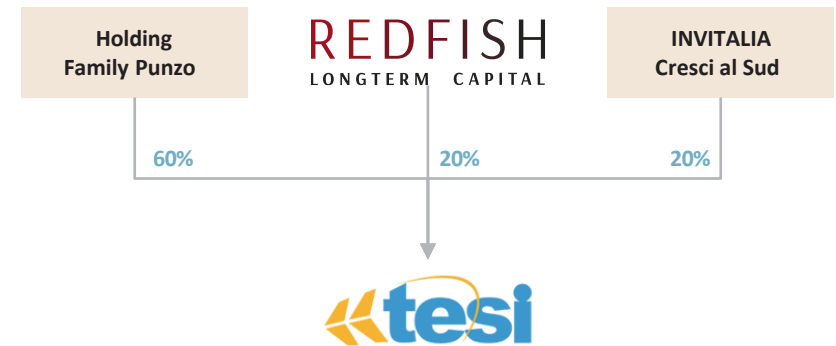 Holding
Family Punzo
REDFISH
LONGTERM CAPITAL
INVITALIA
Cresci al Sud
60%
20%
20%
tesi